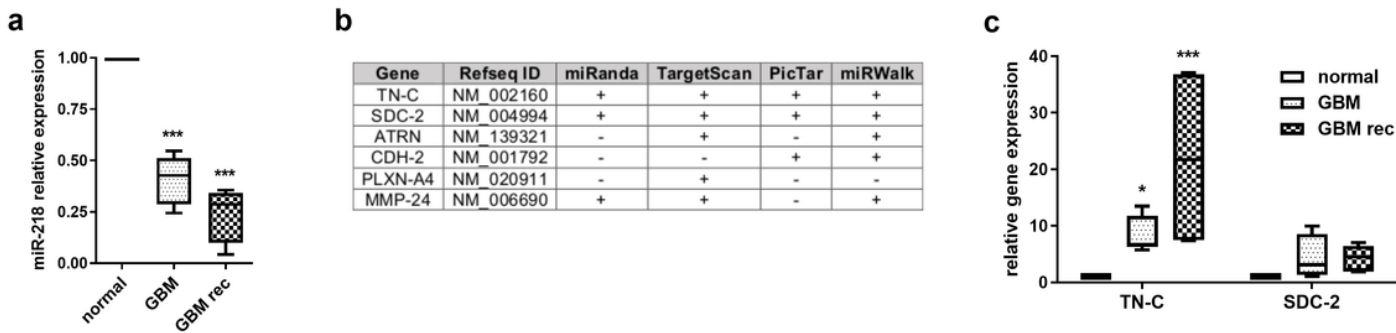 a
miR-218 relative expression
1.00
0.75
0.50
0.25
0.00
***
***
normal
GBM
GBM rec
b
Gene Refseq ID miRanda TargetScan PicTar miRWalk
TN-C NM_002160 + + + +
SDC-2 NM_004994 + + + +
ATRN NM_139321 - + - +
CDH-2 NM_001792 - - + +
PLXN-A4 NM_020911 - + - -
MMP-24 NM_006690 + + - +
c
relative gene expression
40
30
20
10
0
*
***
normal
GBM
GBM rec
TN-C
SDC-2